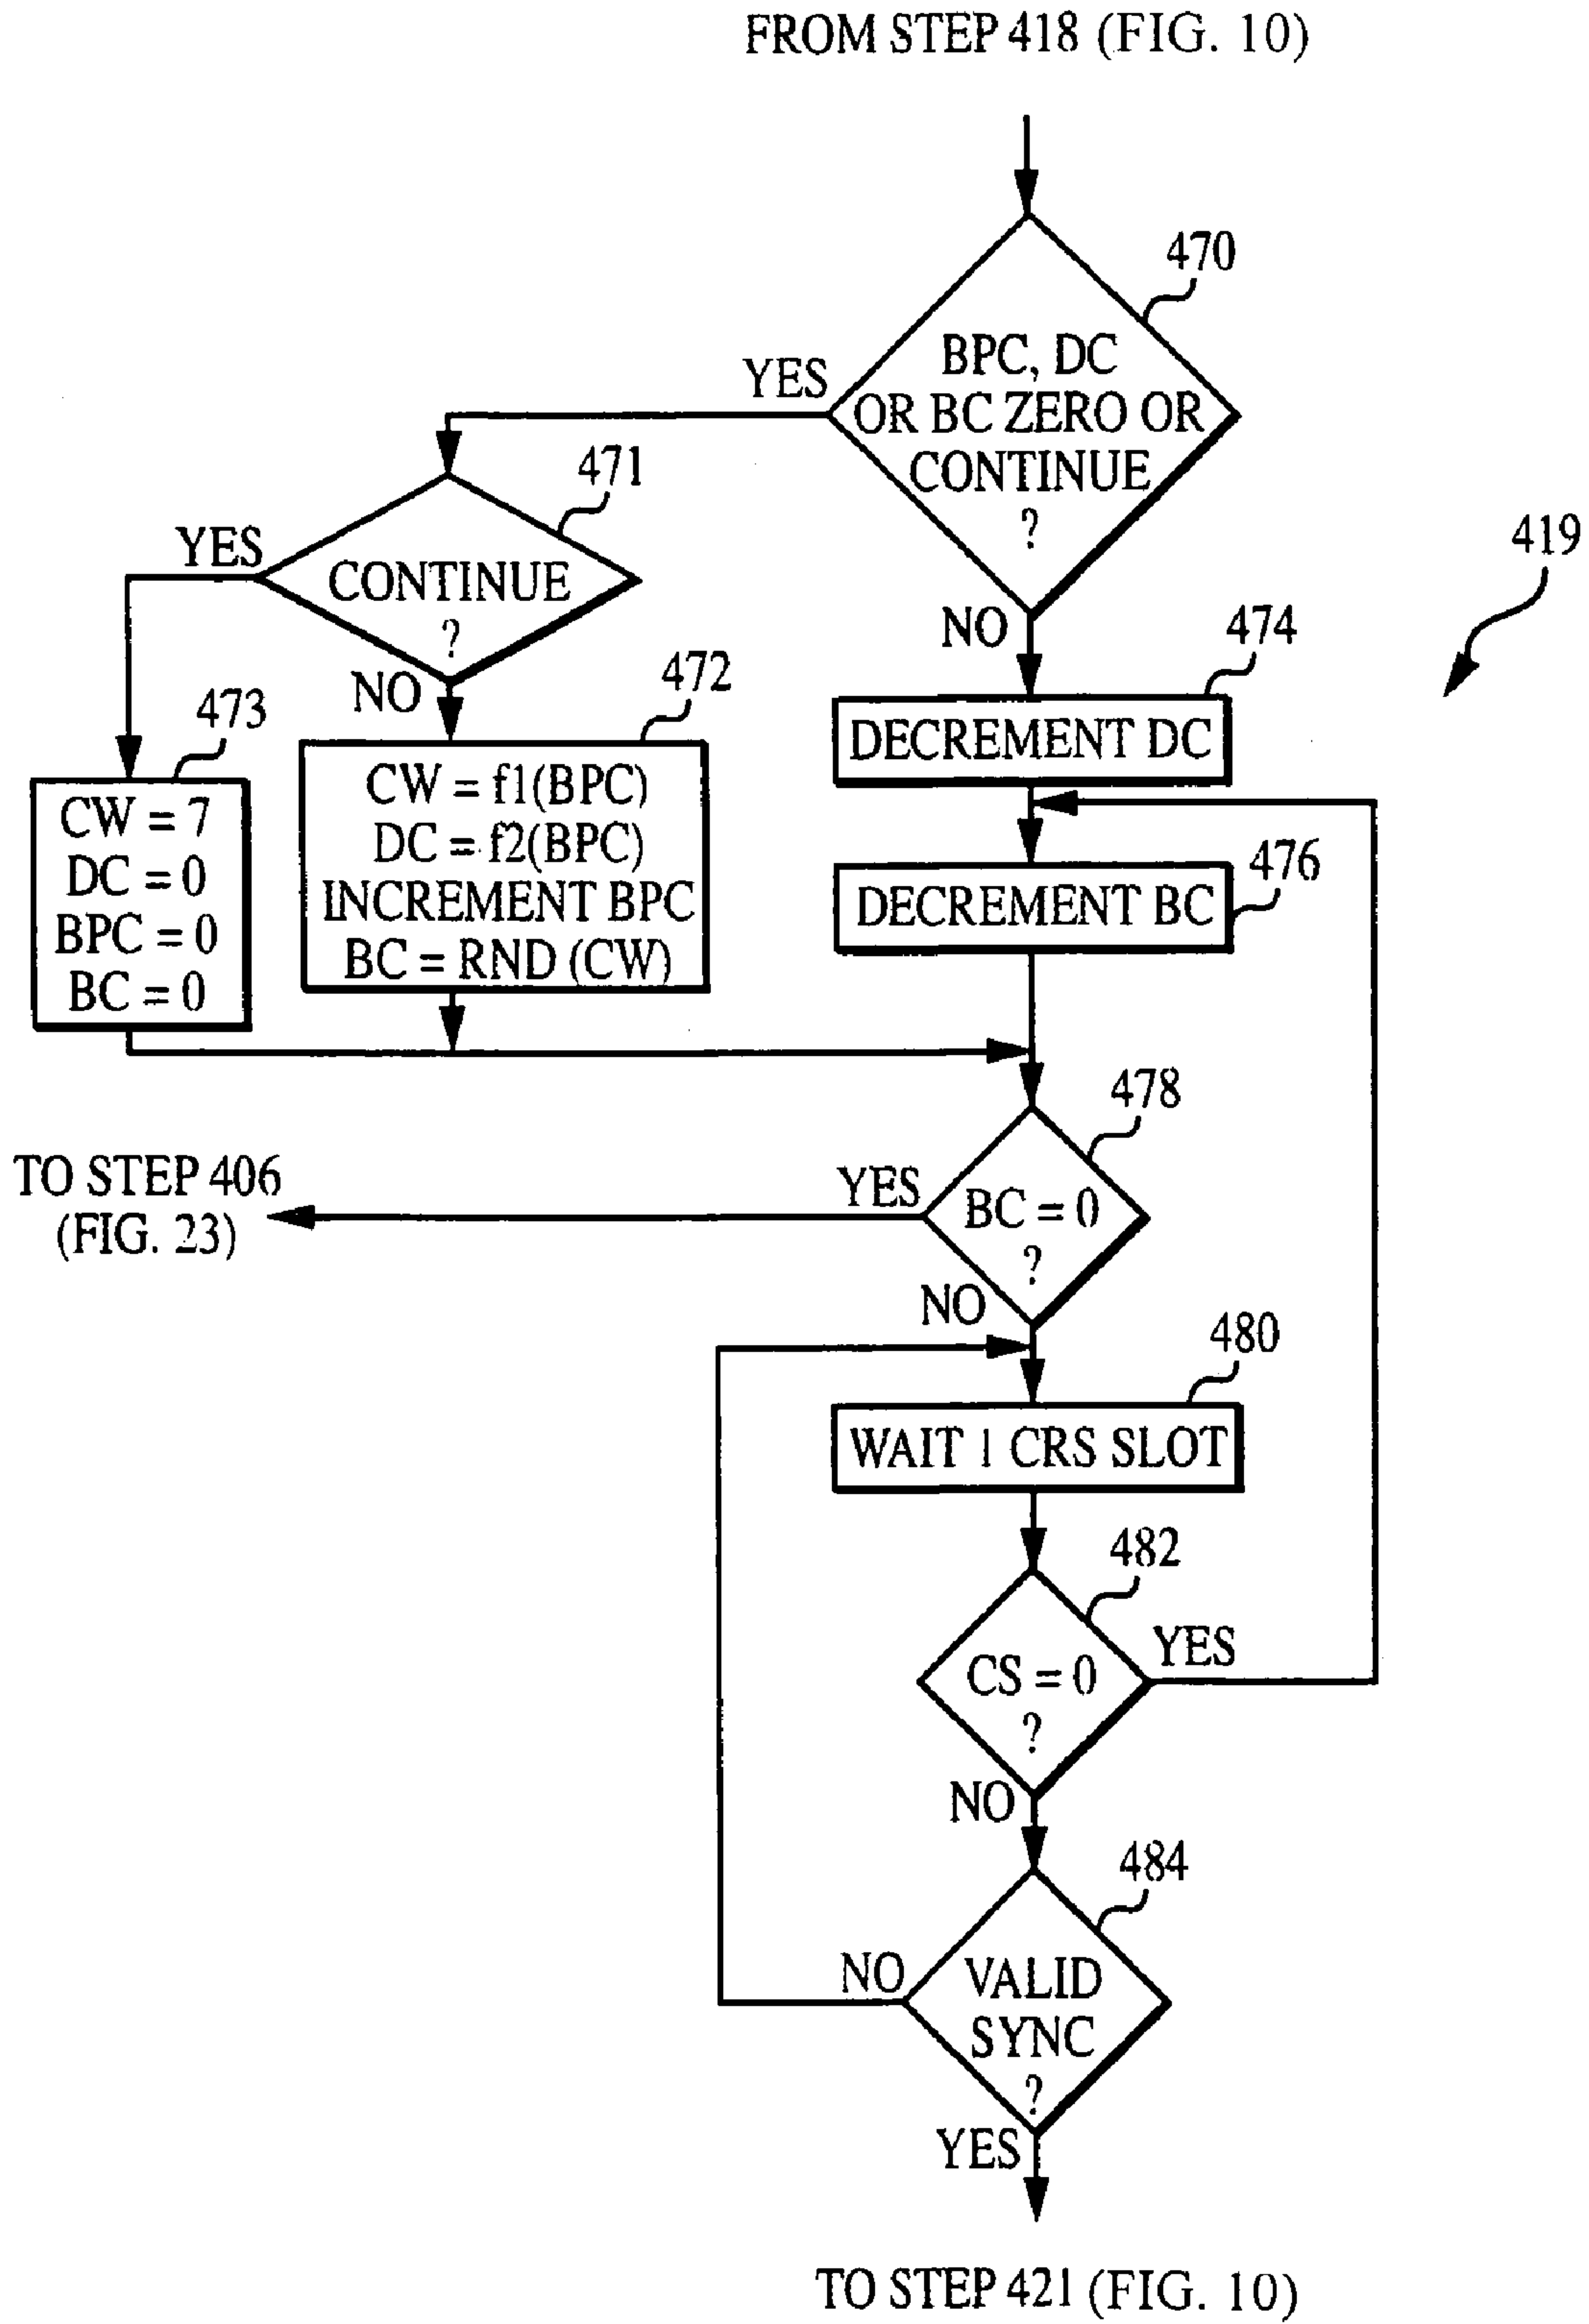 FROM STEP 418 (FIG. 10)
470
BPC, DC
OR BC ZERO OR
CONTINUE
?
YES
NO
471
CONTINUE
?
YES
NO
419
474
DECREMENT DC
472
CW = f1(BPC)
DC = f2(BPC)
INCREMENT BPC
BC = RND (CW)
473
CW = 7
DC = 0
BPC = 0
BC = 0
476
DECREMENT BC
478
BC = 0
?
YES
NO
TO STEP 406
(FIG. 23)
480
WAIT 1 CRS SLOT
482
CS = 0
?
YES
NO
484
VALID
SYNC
?
NO
YES
TO STEP 421 (FIG. 10)